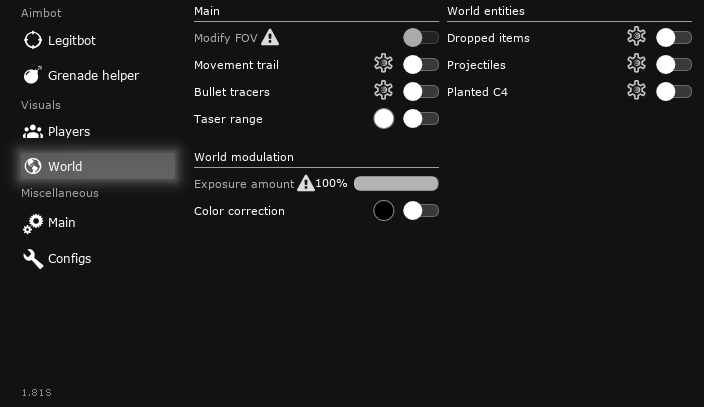 Aimbot
Legitbot
Grenade helper
Visuals
Players
World
Miscellaneous
Main
Configs
1.81S
Main
Modify FOV
Movement trail
Bullet tracers
Taser range
World modulation
Exposure amount 100%
Color correction
World entities
Dropped items
Projectiles
Planted C4